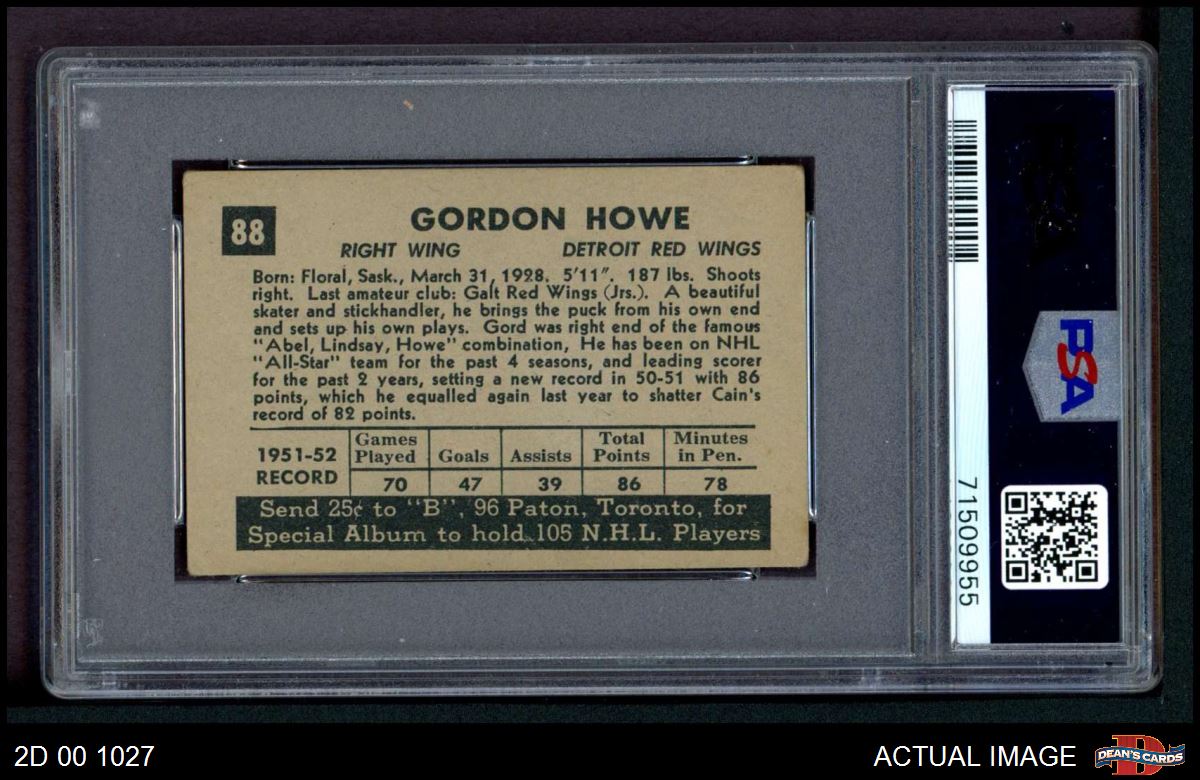 88
GORDON HOWE
RIGHT WING DETROIT RED WINGS
Born: Floral, Sask., March 31, 1928. 5'11". 187 lbs. Shoots
right. Last amateur club: Galt Red Wings (Jrs.). A beautiful
skater and stickhandler, he brings the puck from his own end
and sets up his own plays. Gord was right end of the famous
"Abel, Lindsay, Howe" combination, He has been on NHL
"All-Star" team for the past 4 seasons, and leading scorer
for the past 2 years, setting a new record in 50-51 with 86
points, which he equalled again last year to shatter Cain's
record of 82 points.
1951-52 RECORD
Games Played Goals Assists Total Points Minutes in Pen.
70 47 39 86 78
Send 25¢ to "B", 96 Paton, Toronto, for
Special Album to hold 105 N.H.L. Players
PSA
71509955
2D 00 1027
ACTUAL IMAGE
D
DEAN'S CARDS